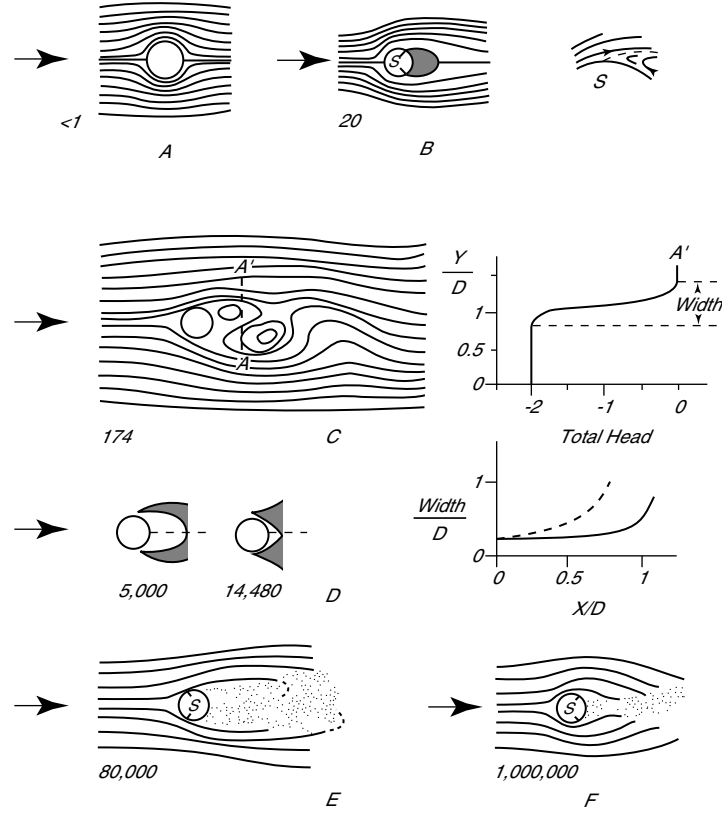 S
S
<1
20
A
B
A'
A
174
C
Y
D
1
0.5
0
-2
-1
0
Total Head
A'
Width
5,000
14,480
D
Width
D
1
0
0
0.5
1
X/D
S
80,000
E
S
1,000,000
F